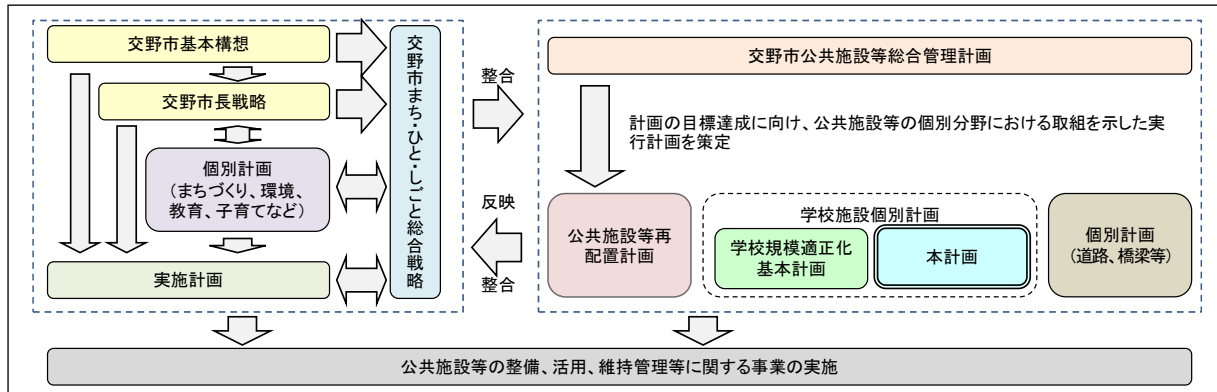 交野市基本構想
交野市長戦略
個別計画
(まちづくり、環境、
教育、子育てなど)
実施計画
交野市まち・ひと・しごと総合戦略
整合
反映
整合
交野市公共施設等総合管理計画
計画の目標達成に向け、公共施設等の個別分野における取組を示した実
行計画を策定
公共施設等再
配置計画
学校施設個別計画
学校規模適正化
基本計画
本計画
個別計画
(道路、橋梁等)
公共施設等の整備、活用、維持管理等に関する事業の実施